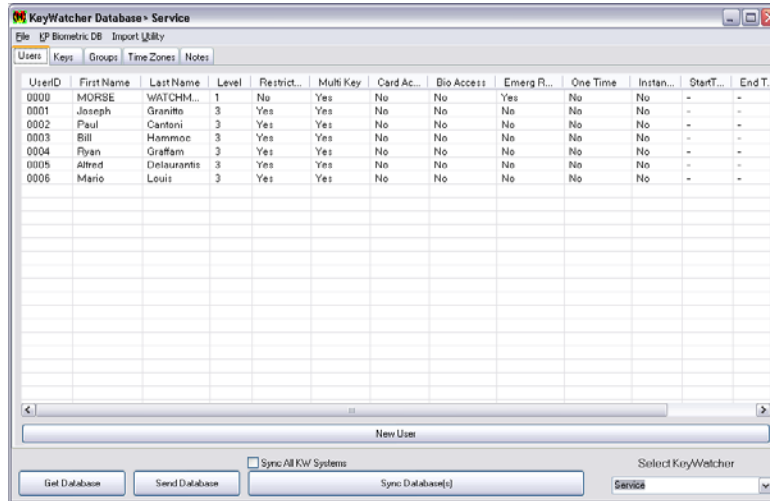 KeyWatcher Database> Service
File KP Biometric DB Import Utility
Users Keys Groups Time Zones Notes
UserID First Name Last Name Level Restrict... Multi Key Card Ac... Bio Access Emerg R... One Time Instan... StartT... End T.
0000 MORSE WATCHM... 1 No Yes No No Yes No No - -
0001 Joseph Granitto 3 Yes Yes No No No No No - -
0002 Paul Cantoni 3 Yes Yes No No No No No - -
0003 Bill Hammoc 3 Yes Yes No No No No No - -
0004 Ryan Graffam 3 Yes Yes No No No No No - -
0005 Alfred Delaurantis 3 Yes Yes No No No No No - -
0006 Mario Louis 3 Yes Yes No No No No No - -
New User
Sync All KW Systems Select KeyWatcher
Get Database Send Database Sync Database(s) Service